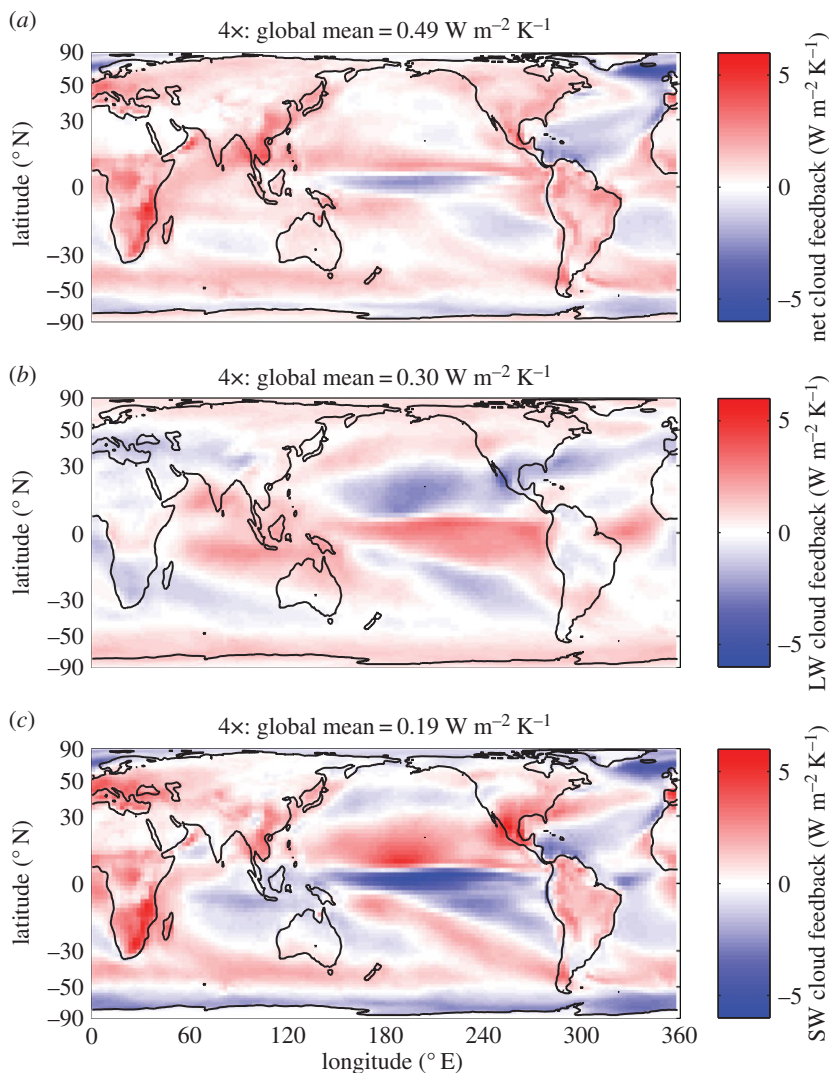 (a)
4×: global mean = 0.49 W m−2 K−1
90
50
30
0
−30
−50
−90
latitude (° N)
5
0
−5
net cloud feedback (W m−2 K−1)
(b)
4×: global mean = 0.30 W m−2 K−1
90
50
30
0
−30
−50
−90
latitude (° N)
5
0
−5
LW cloud feedback (W m−2 K−1)
(c)
4×: global mean = 0.19 W m−2 K−1
90
50
30
0
−30
−50
−90
latitude (° N)
0 60 120 180 240 300 360
longitude (° E)
5
0
−5
SW cloud feedback (W m−2 K−1)